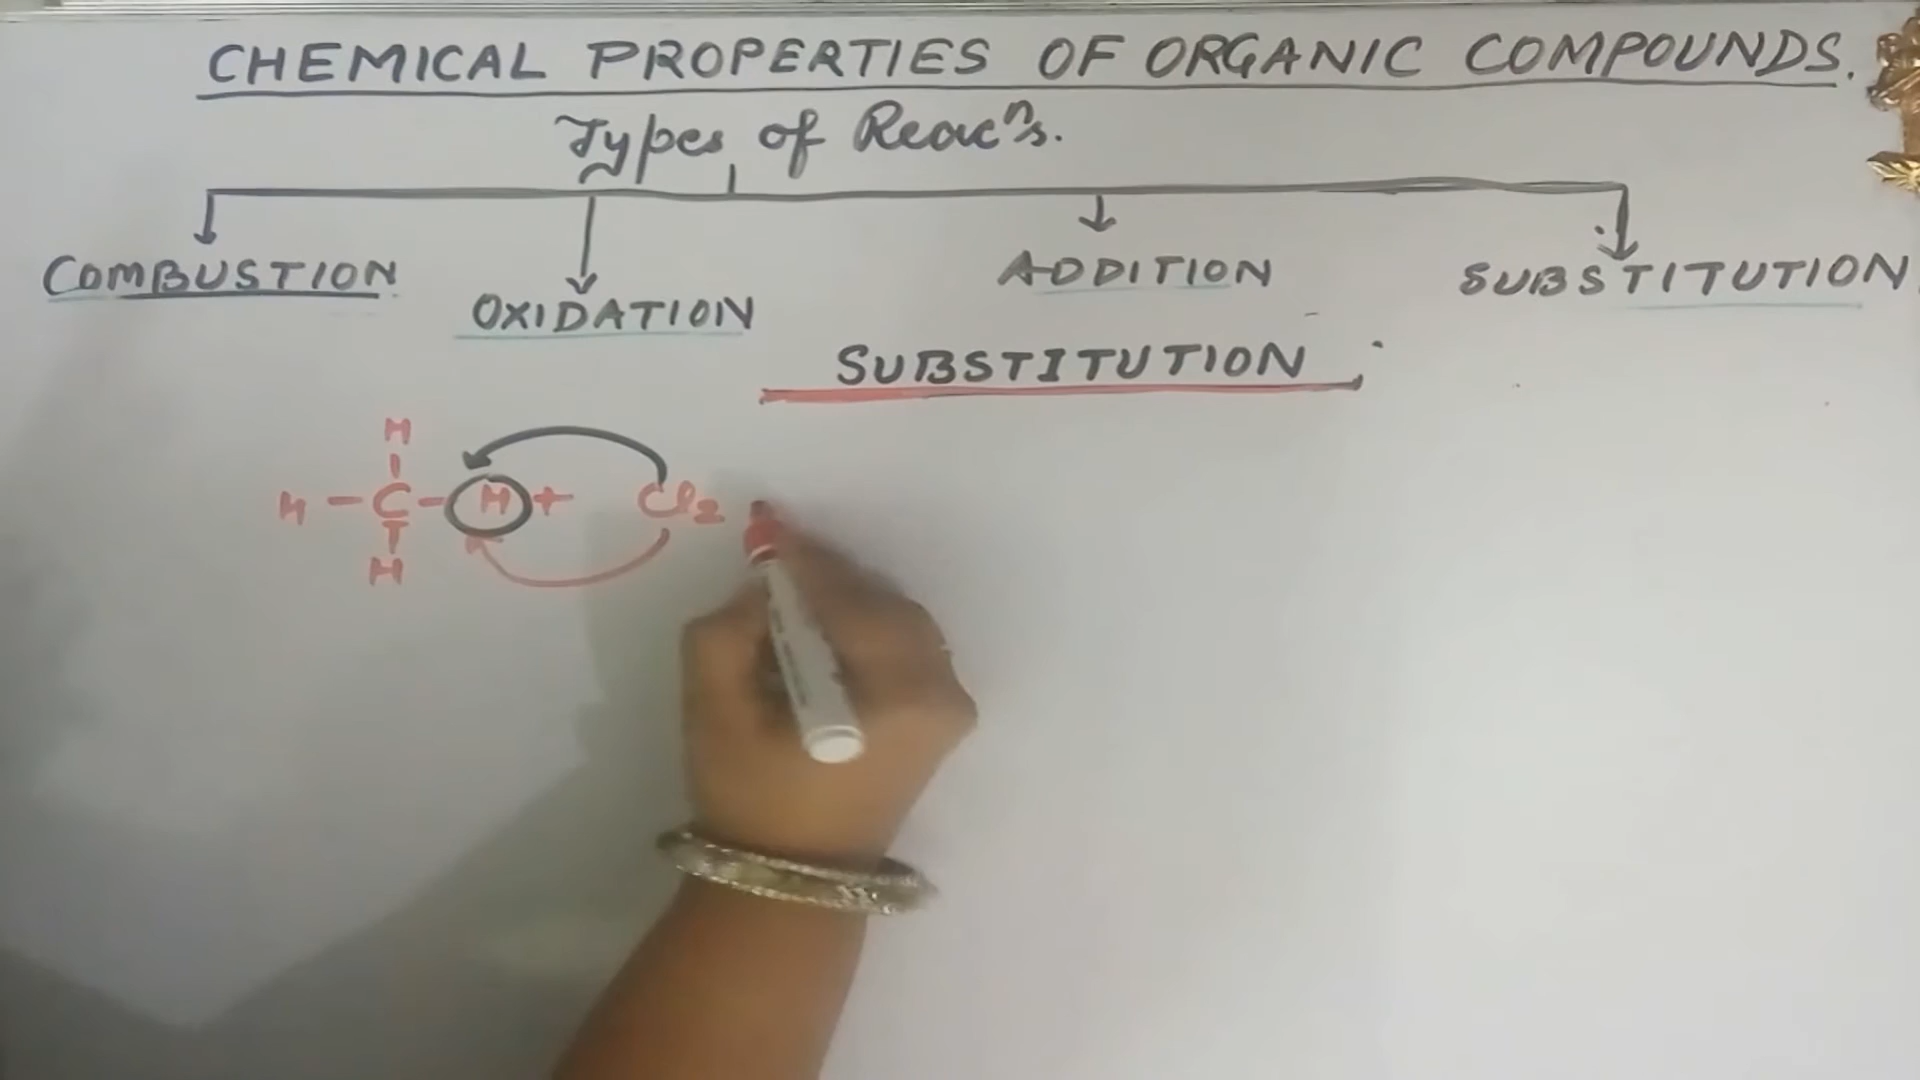 CHEMICAL PROPERTIES OF ORGANIC COMPOUNDS.
Types of Reacⁿs.
COMBUSTION
OXIDATION
ADDITION
SUBSTITUTION
SUBSTITUTION
H
H - C - H + Cl2
H